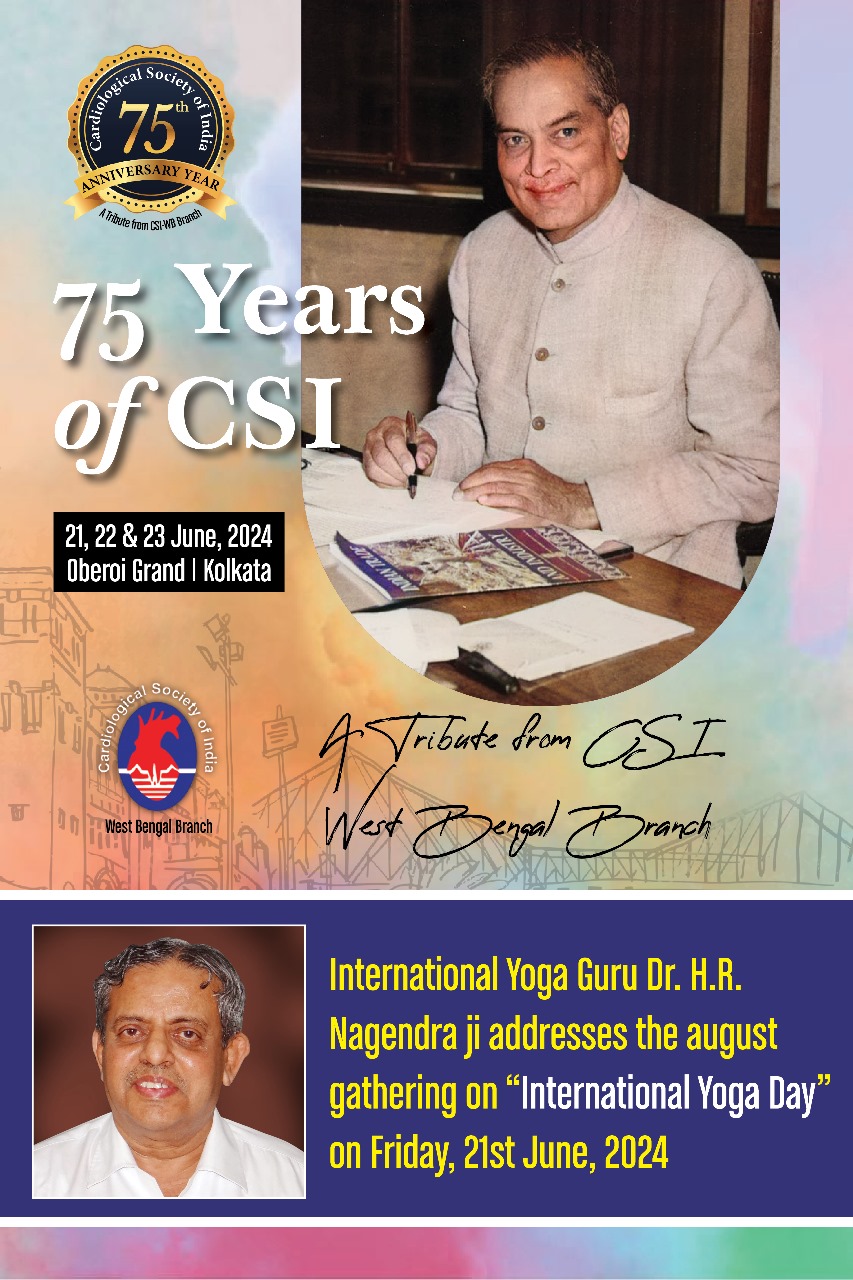 Cardiological Society of India
75th
ANNIVERSARY YEAR
A Tribute from CSI-WB Branch
75 Years
of CSI
21, 22 & 23 June, 2024
Oberoi Grand | Kolkata
Cardiological Society of India
West Bengal Branch
A Tribute from CSI
West Bengal Branch
International Yoga Guru Dr. H.R.
Nagendra ji addresses the august
gathering on “International Yoga Day”
on Friday, 21st June, 2024